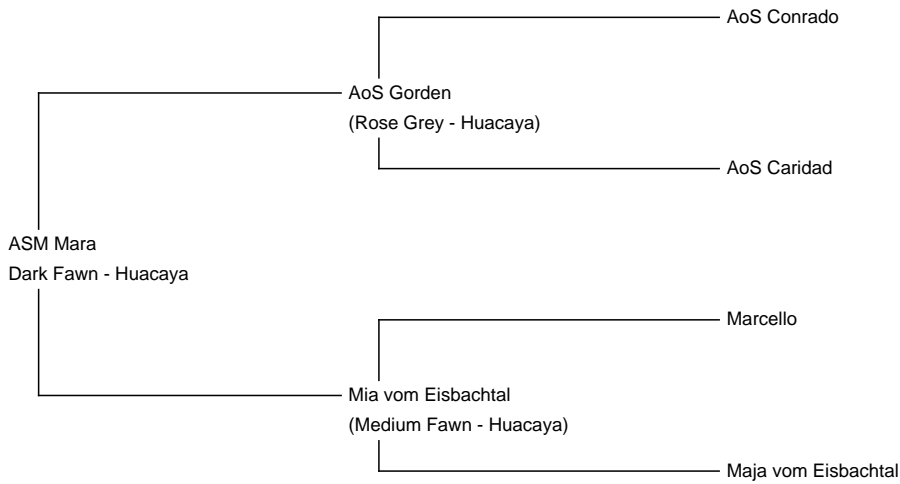 AoS Conrado
AoS Gorden
(Rose Grey - Huacaya)
AoS Caridad
ASM Mara
Dark Fawn - Huacaya
Marcello
Mia vom Eisbachtal
(Medium Fawn - Huacaya)
Maja vom Eisbachtal